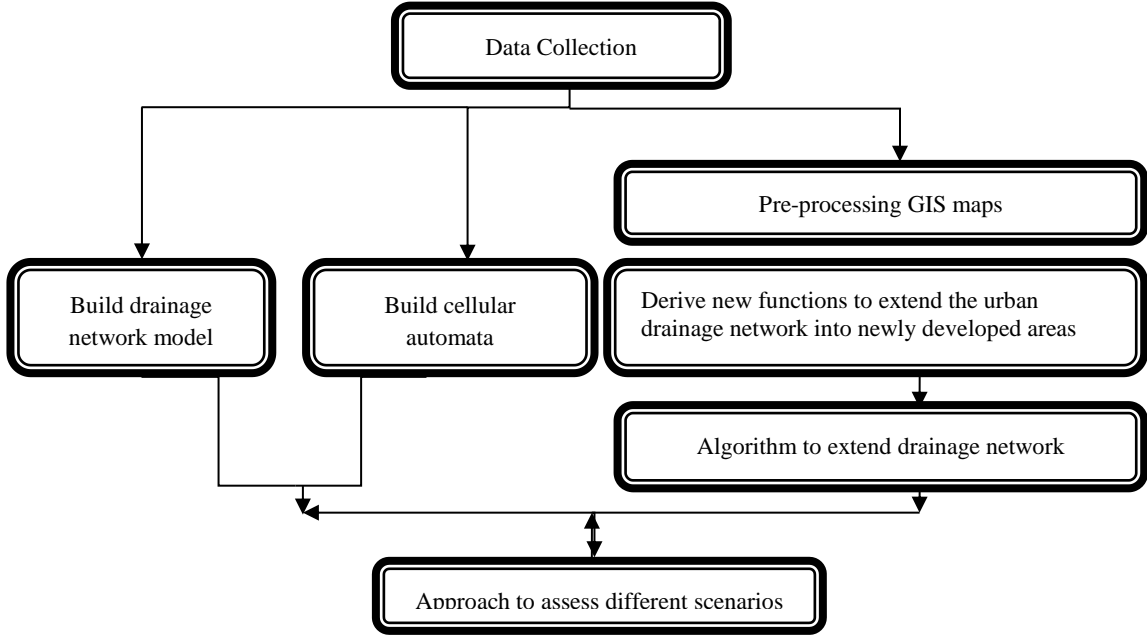 Data Collection
Pre-processing GIS maps
Build drainage
network model
Build cellular
automata
Derive new functions to extend the urban
drainage network into newly developed areas
Algorithm to extend drainage network
Approach to assess different scenarios